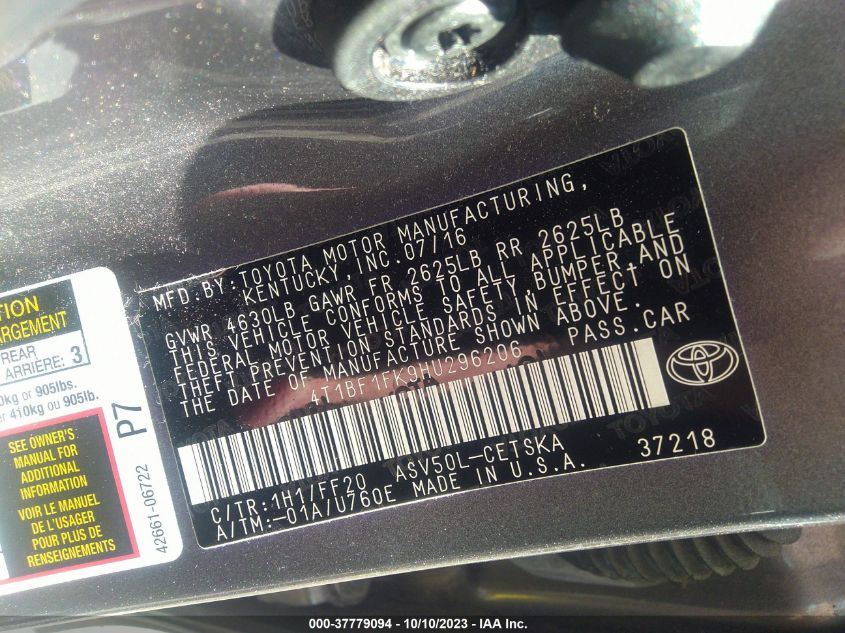 MFD. BY: TOYOTA MOTOR MANUFACTURING,
KENTUCKY, INC. 07/16
GVWR 4630LB GAWR FR 2625LB RR 2625LB
THIS VEHICLE CONFORMS TO ALL APPLICABLE
FEDERAL MOTOR VEHICLE SAFETY, BUMPER AND
THEFT PREVENTION STANDARDS IN EFFECT ON
THE DATE OF MANUFACTURE SHOWN ABOVE.
4T1BF1FK9HU296206 PASS. CAR
C/TR: 1H1/FF20 ASV50L-CETSKA 37218
A/TM: -01A/U760E MADE IN U.S.A.
REAR
ARRIÈRE: 3
kg or 905lbs.
410kg ou 905lb.
SEE OWNER'S
MANUAL FOR
ADDITIONAL
INFORMATION
VOIR LE MANUEL
DE L'USAGER
POUR PLUS DE
RENSEIGNEMENTS
P7
42661-06722
000-37779094 - 10/10/2023 - IAA Inc.